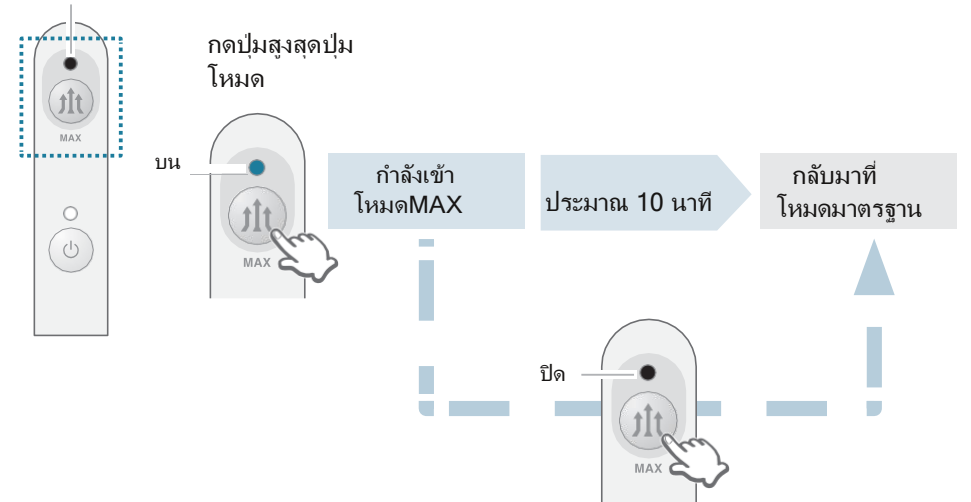 กดปุ่มสูงสุดปุ่ม
โหมด
MAX
บน
MAX
กำลังเข้า
โหมดMAX
ประมาณ 10 นาที
กลับมาที่
โหมดมาตรฐาน
ปิด
MAX